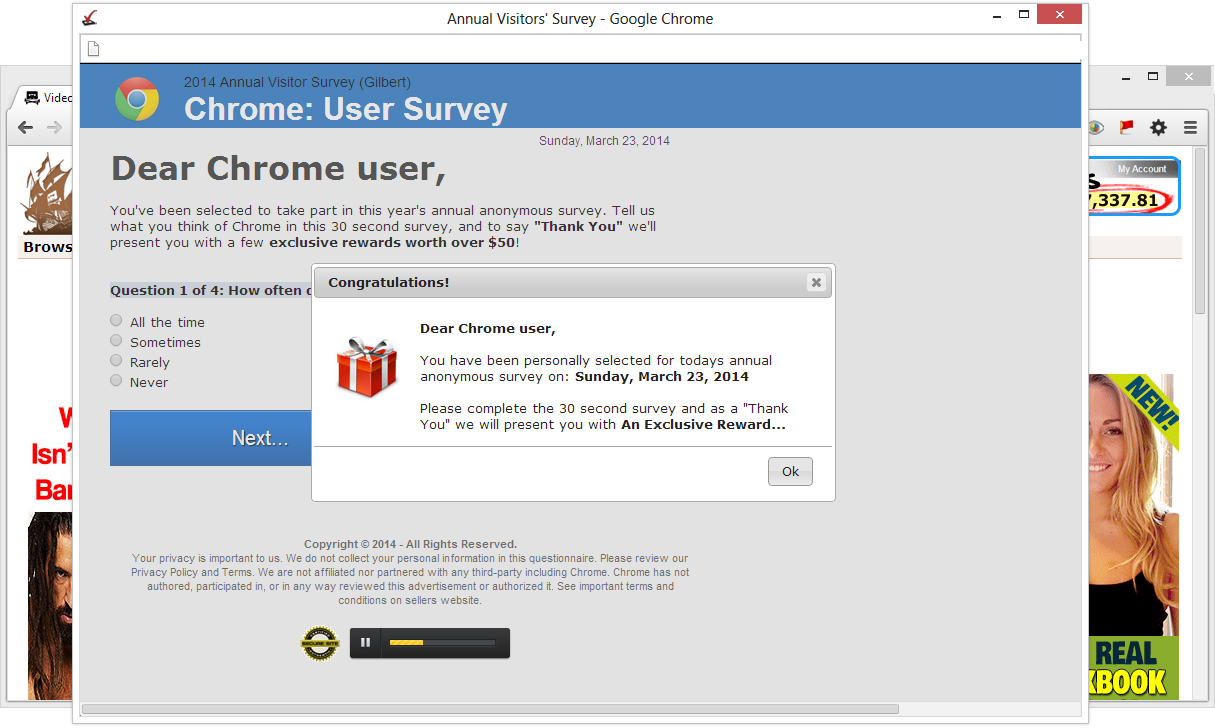 Annual Visitors' Survey - Google Chrome
Video
2014 Annual Visitor Survey (Gilbert)
Chrome: User Survey
Sunday, March 23, 2014
Dear Chrome user,
You've been selected to take part in this year's annual anonymous survey. Tell us
what you think of Chrome in this 30 second survey, and to say "Thank You" we'll
present you with a few exclusive rewards worth over $50!
Question 1 of 4: How often
All the time
Sometimes
Rarely
Never
Next...
Congratulations!
Dear Chrome user,
You have been personally selected for todays annual
anonymous survey on: Sunday, March 23, 2014
Please complete the 30 second survey and as a "Thank
You" we will present you with An Exclusive Reward...
Ok
Copyright © 2014 - All Rights Reserved.
Your privacy is important to us. We do not collect your personal information in this questionnaire. Please review our
Privacy Policy and Terms. We are not affiliated nor partnered with any third-party including Chrome. Chrome has not
authored, participated in, or in any way reviewed this advertisement or authorized it. See important terms and
conditions on sellers website.
SECURE SITE
Brows
W
Isn'
Bar
My Account
7,337.81
NEW!
REAL
KBOOK